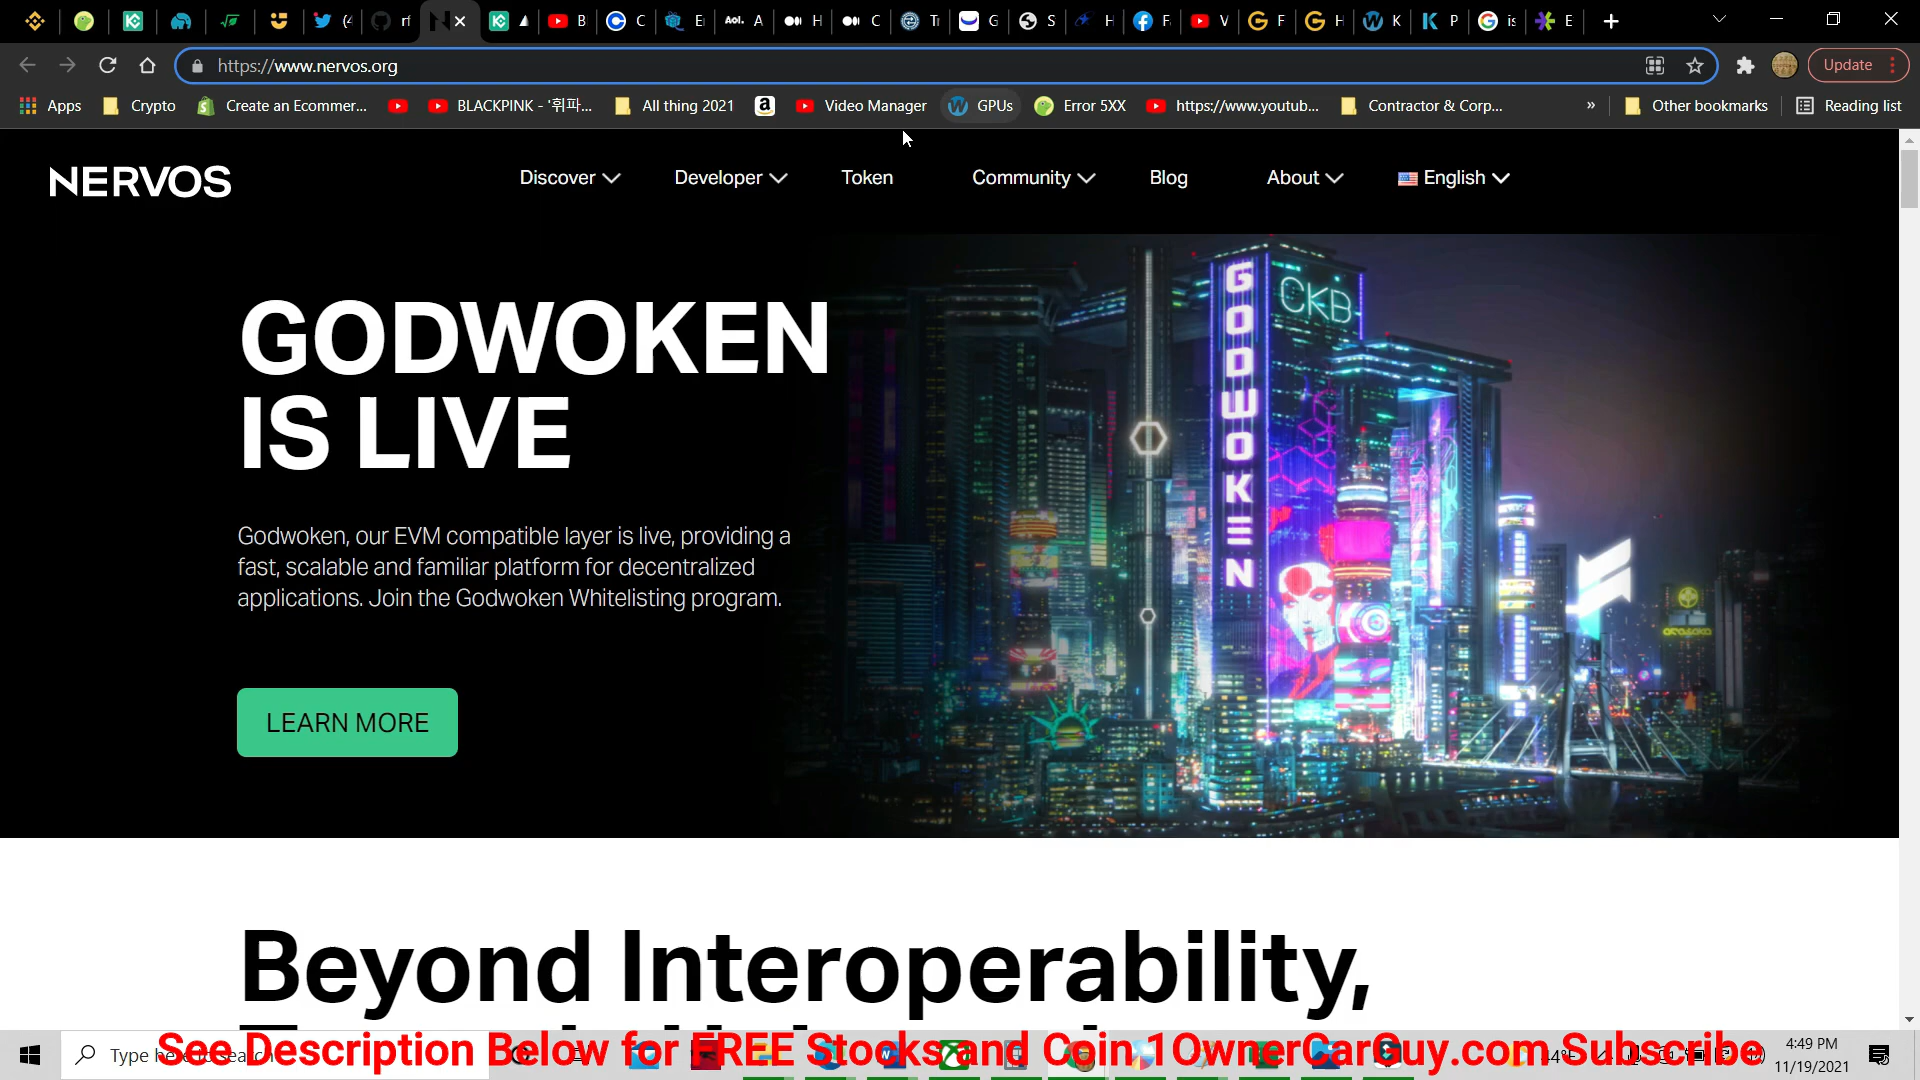 https://www.nervos.org
Update
Apps
Crypto
Create an Ecommer...
BLACKPINK - '휘파...
All thing 2021
Video Manager
GPUs
Error 5XX
https://www.youtub...
Contractor & Corp...
»
Other bookmarks
Reading list
NERVOS
Discover
Developer
Token
Community
Blog
About
English
GODWOKEN
IS LIVE
Godwoken, our EVM compatible layer is live, providing a
fast, scalable and familiar platform for decentralized
applications. Join the Godwoken Whitelisting program.
LEARN MORE
GODWOKEN
CKB
Beyond Interoperability,
See Description Below for FREE Stocks and Coin 1OwnerCarGuy.com Subscribe
4:49 PM
11/19/2021